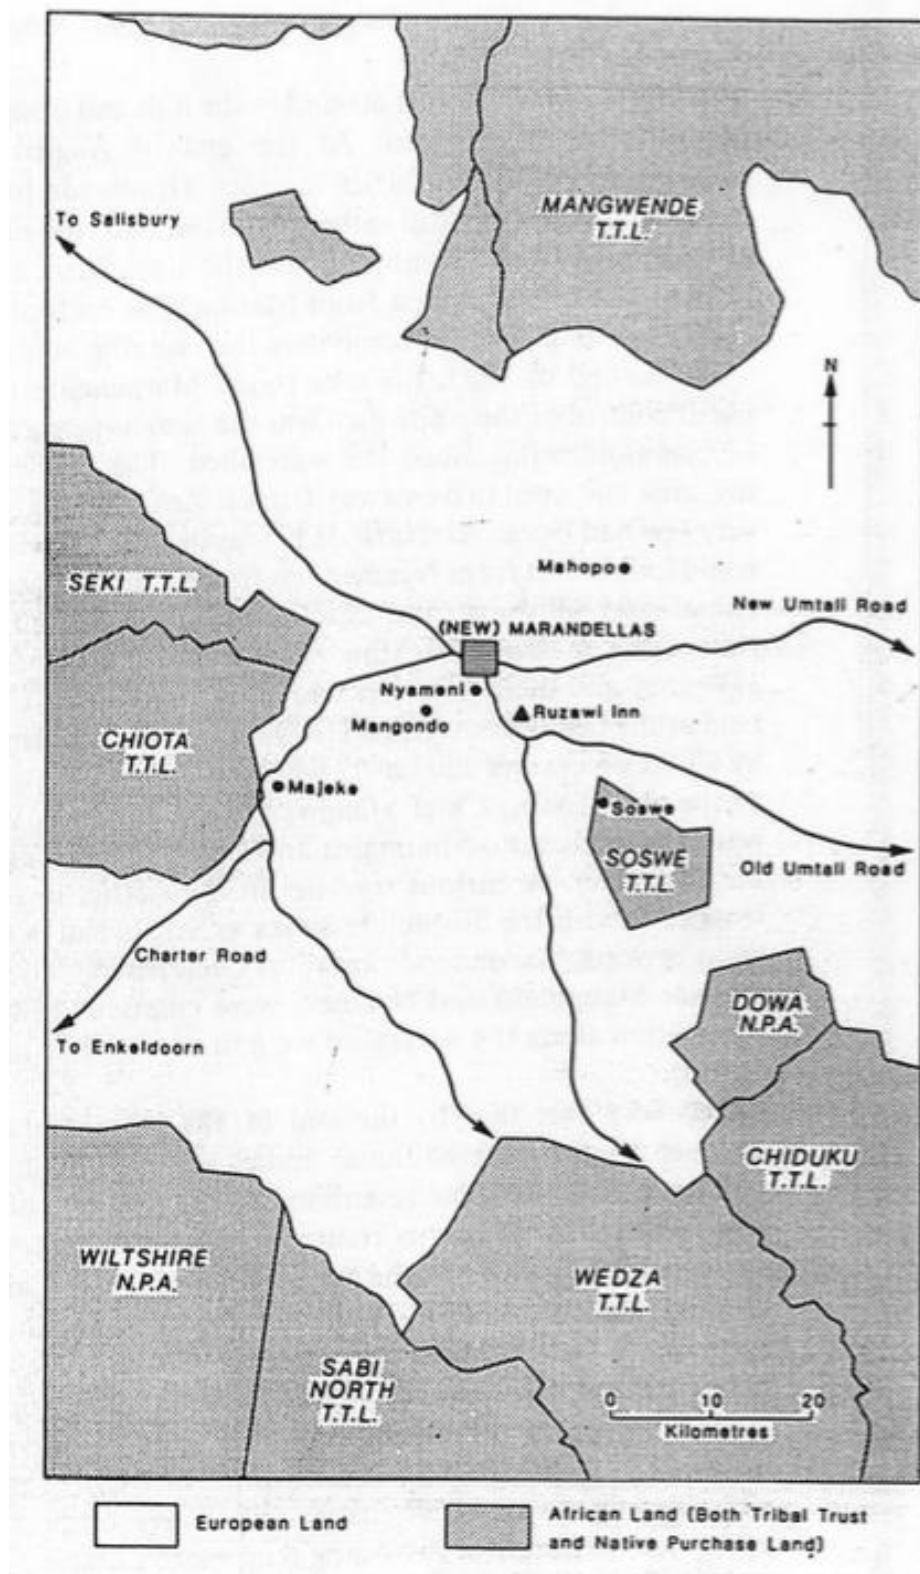 To Salisbury
MANGWENDE
T.T.L.
N
SEKI T.T.L.
Mahopo
New Umtali Road
(NEW) MARANDELLAS
Nyameni
Mangondo
Ruzawi Inn
CHIOTA
T.T.L.
Majeke
Soswe
SOSWE
T.T.L.
Old Umtali Road
Charter Road
To Enkeldoorn
DOWA
N.P.A.
CHIDUKU
T.T.L.
WILTSHIRE
N.P.A.
WEDZA
T.T.L.
SABI
NORTH
T.T.L.
0 10 20
Kilometres
European Land
African Land (Both Tribal Trust
and Native Purchase Land)